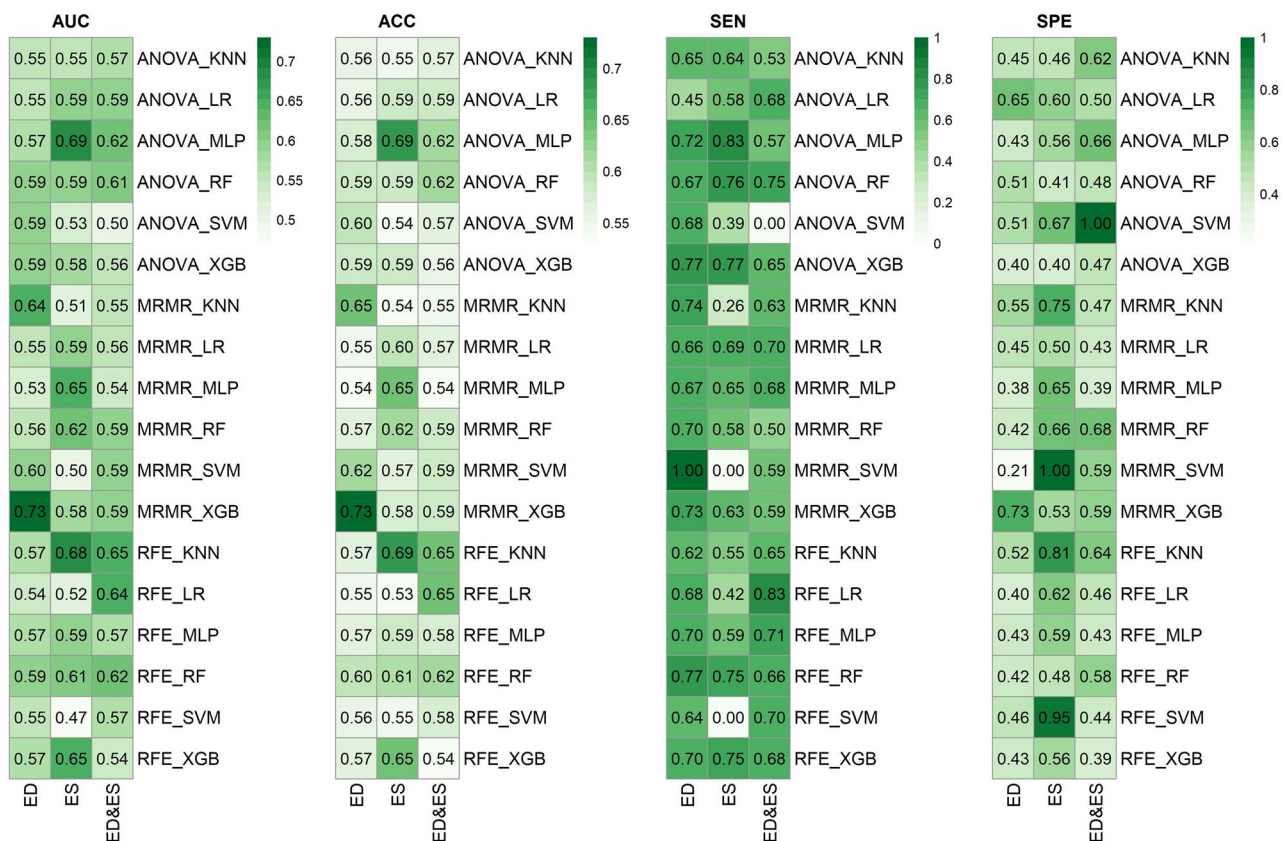 AUC ACC SEN SPE
0.55 0.55 0.57 ANOVA_KNN 0.7 0.56 0.55 0.57 ANOVA_KNN 0.7 0.65 0.64 0.53 ANOVA_KNN 1 0.45 0.46 0.62 ANOVA_KNN 1
0.55 0.59 0.59 ANOVA_LR 0.65 0.56 0.59 0.59 ANOVA_LR 0.65 0.45 0.58 0.68 ANOVA_LR 0.8 0.65 0.60 0.50 ANOVA_LR 0.8
0.57 0.69 0.62 ANOVA_MLP 0.6 0.58 0.69 0.62 ANOVA_MLP 0.6 0.72 0.83 0.57 ANOVA_MLP 0.6 0.43 0.56 0.66 ANOVA_MLP 0.6
0.59 0.59 0.61 ANOVA_RF 0.55 0.59 0.59 0.62 ANOVA_RF 0.55 0.67 0.76 0.75 ANOVA_RF 0.4 0.51 0.41 0.48 ANOVA_RF 0.4
0.59 0.53 0.50 ANOVA_SVM 0.5 0.60 0.54 0.57 ANOVA_SVM 0.68 0.39 0.00 ANOVA_SVM 0.2 0 0.51 0.67 1.00 ANOVA_SVM
0.59 0.58 0.56 ANOVA_XGB 0.59 0.59 0.56 ANOVA_XGB 0.77 0.77 0.65 ANOVA_XGB 0.40 0.40 0.47 ANOVA_XGB
0.64 0.51 0.55 MRMR_KNN 0.65 0.54 0.55 MRMR_KNN 0.74 0.26 0.63 MRMR_KNN 0.55 0.75 0.47 MRMR_KNN
0.55 0.59 0.56 MRMR_LR 0.55 0.60 0.57 MRMR_LR 0.66 0.69 0.70 MRMR_LR 0.45 0.50 0.43 MRMR_LR
0.53 0.65 0.54 MRMR_MLP 0.54 0.65 0.54 MRMR_MLP 0.67 0.65 0.68 MRMR_MLP 0.38 0.65 0.39 MRMR_MLP
0.56 0.62 0.59 MRMR_RF 0.57 0.62 0.59 MRMR_RF 0.70 0.58 0.50 MRMR_RF 0.42 0.66 0.68 MRMR_RF
0.60 0.50 0.59 MRMR_SVM 0.62 0.57 0.59 MRMR_SVM 1.00 0.00 0.59 MRMR_SVM 0.21 1.00 0.59 MRMR_SVM
0.73 0.58 0.59 MRMR_XGB 0.73 0.58 0.59 MRMR_XGB 0.73 0.63 0.59 MRMR_XGB 0.73 0.53 0.59 MRMR_XGB
0.57 0.68 0.65 RFE_KNN 0.57 0.69 0.65 RFE_KNN 0.62 0.55 0.65 RFE_KNN 0.52 0.81 0.64 RFE_KNN
0.54 0.52 0.64 RFE_LR 0.55 0.53 0.65 RFE_LR 0.68 0.42 0.83 RFE_LR 0.40 0.62 0.46 RFE_LR
0.57 0.59 0.57 RFE_MLP 0.57 0.59 0.58 RFE_MLP 0.70 0.59 0.71 RFE_MLP 0.43 0.59 0.43 RFE_MLP
0.59 0.61 0.62 RFE_RF 0.60 0.61 0.62 RFE_RF 0.77 0.75 0.66 RFE_RF 0.42 0.48 0.58 RFE_RF
0.55 0.47 0.57 RFE_SVM 0.56 0.55 0.58 RFE_SVM 0.64 0.00 0.70 RFE_SVM 0.46 0.95 0.44 RFE_SVM
0.57 0.65 0.54 RFE_XGB 0.57 0.65 0.54 RFE_XGB 0.70 0.75 0.68 RFE_XGB 0.43 0.56 0.39 RFE_XGB
ED ES ED&ES ED ES ED&ES ED ES ED&ES ED ES ED&ES